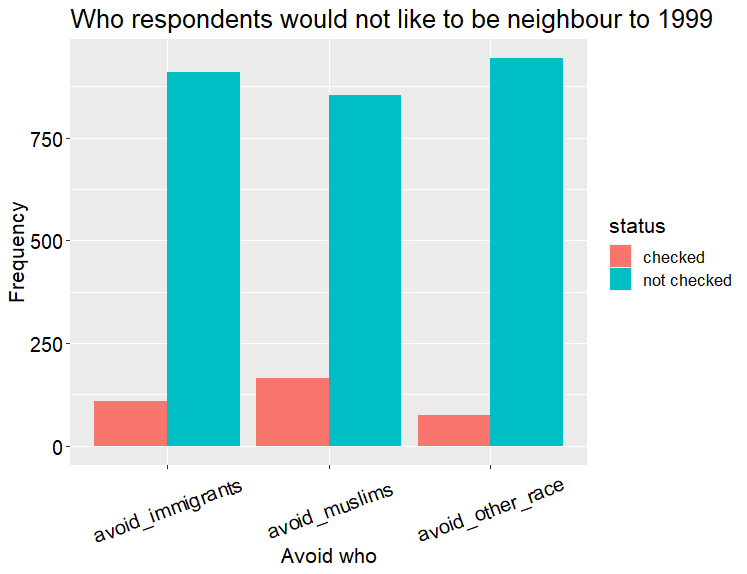 Who respondents would not like to be neighbour to 1999
Frequency
750
500
250
0
avoid_immigrants
avoid_muslims
avoid_other_race
Avoid who
status
checked
not checked